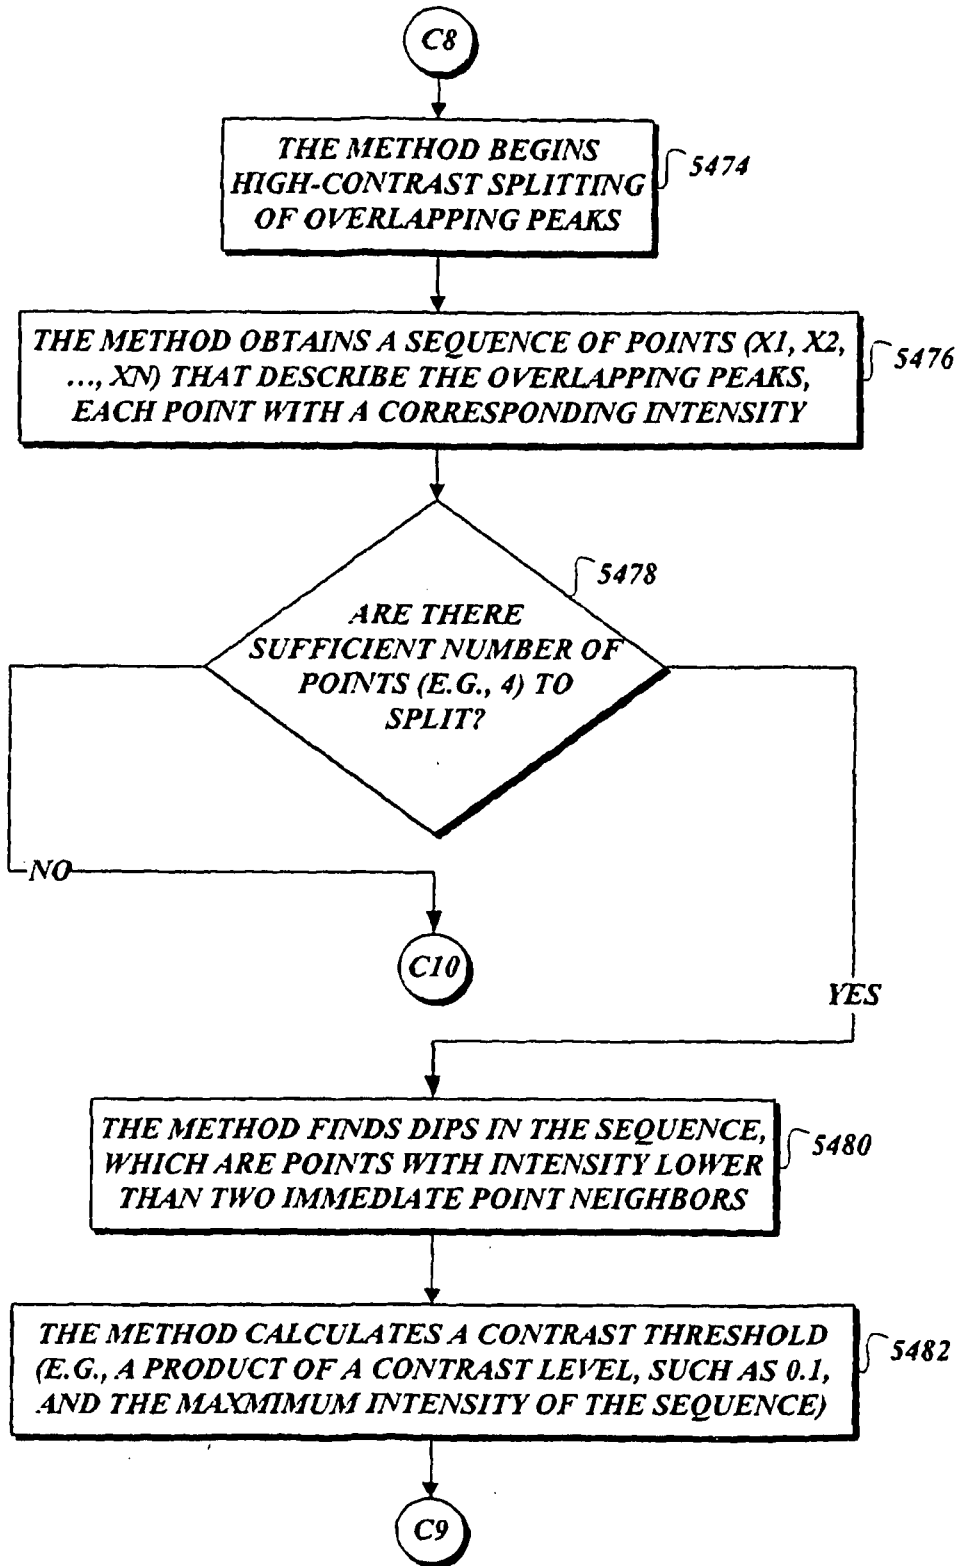 C8
THE METHOD BEGINS
HIGH-CONTRAST SPLITTING
OF OVERLAPPING PEAKS
5474
THE METHOD OBTAINS A SEQUENCE OF POINTS (X1, X2,
..., XN) THAT DESCRIBE THE OVERLAPPING PEAKS,
EACH POINT WITH A CORRESPONDING INTENSITY
5476
5478
ARE THERE
SUFFICIENT NUMBER OF
POINTS (E.G., 4) TO
SPLIT?
NO
C10
YES
THE METHOD FINDS DIPS IN THE SEQUENCE,
WHICH ARE POINTS WITH INTENSITY LOWER
THAN TWO IMMEDIATE POINT NEIGHBORS
5480
THE METHOD CALCULATES A CONTRAST THRESHOLD
(E.G., A PRODUCT OF A CONTRAST LEVEL, SUCH AS 0.1,
AND THE MAXMIMUM INTENSITY OF THE SEQUENCE)
5482
C9